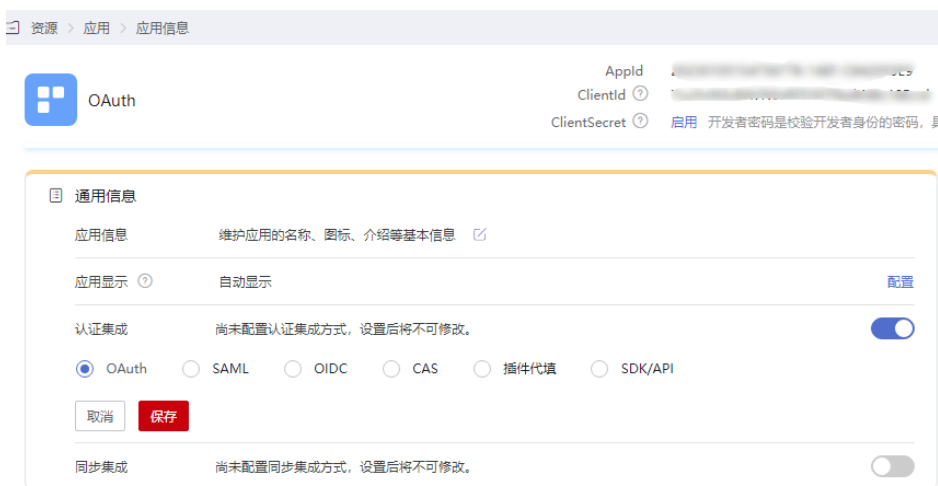 资源 > 应用 > 应用信息
OAuth
AppId
ClientId ?
ClientSecret ? 启用 开发者密码是校验开发者身份的密码，
通用信息
应用信息 维护应用的名称、图标、介绍等基本信息
应用显示 ? 自动显示 配置
认证集成 尚未配置认证集成方式，设置后将不可修改。
OAuth SAML OIDC CAS 插件代填 SDK/API
取消 保存
同步集成 尚未配置同步集成方式，设置后将不可修改。